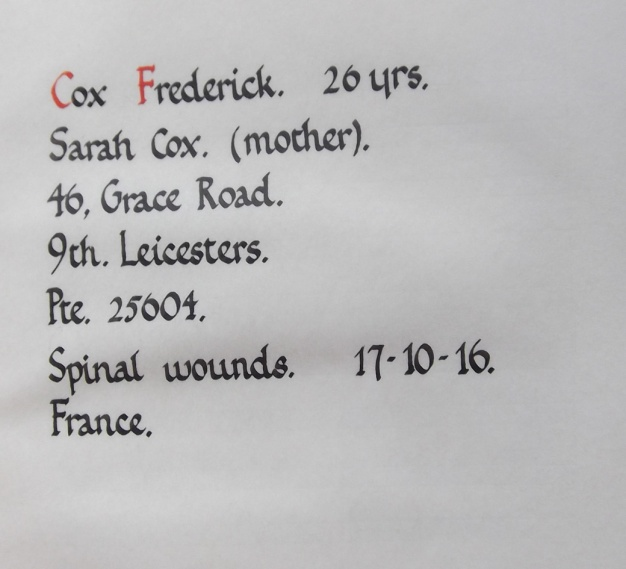 Cox Frederick. 26 yrs.
Sarah Cox. (mother).
46, Grace Road.
9th. Leicesters.
Pte. 25604.
Spinal wounds. 17-10-16.
France.